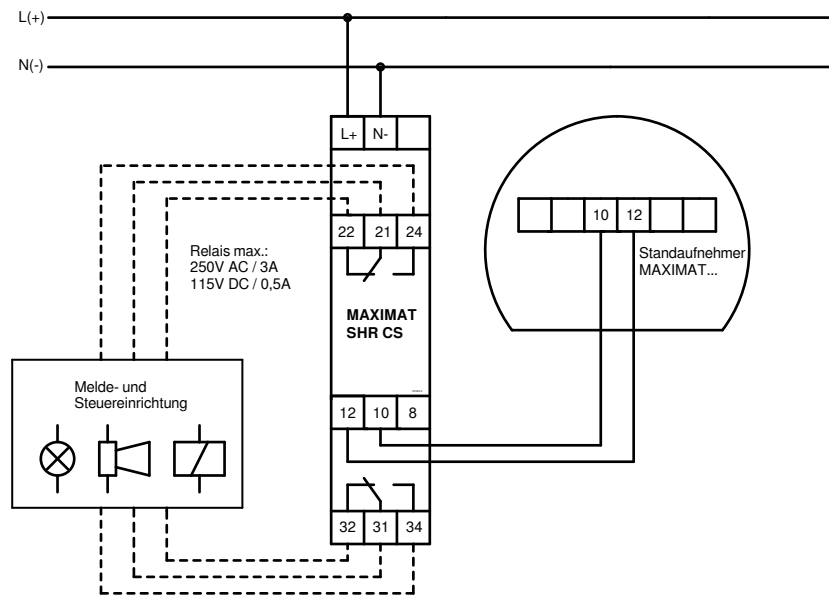 L(+)
N(-)
L+ N-
10 12
22 21 24
Standaufnehmer
MAXIMAT...
Relais max.:
250V AC / 3A
115V DC / 0,5A
MAXIMAT
SHR CS
Melde- und
Steuereinrichtung
12 10 8
32 31 34